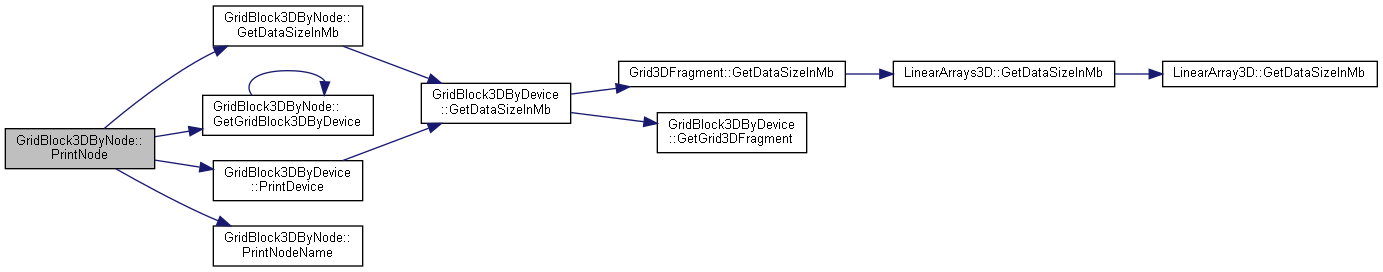 GridBlock3DByNode::
PrintNode
GridBlock3DByNode::
GetDataSizeInMb
GridBlock3DByNode::
GetGridBlock3DByDevice
GridBlock3DByDevice
::PrintDevice
GridBlock3DByNode::
PrintNodeName
GridBlock3DByDevice
::GetDataSizeInMb
Grid3DFragment::GetDataSizeInMb
GridBlock3DByDevice
::GetGrid3DFragment
LinearArrays3D::GetDataSizeInMb
LinearArray3D::GetDataSizeInMb